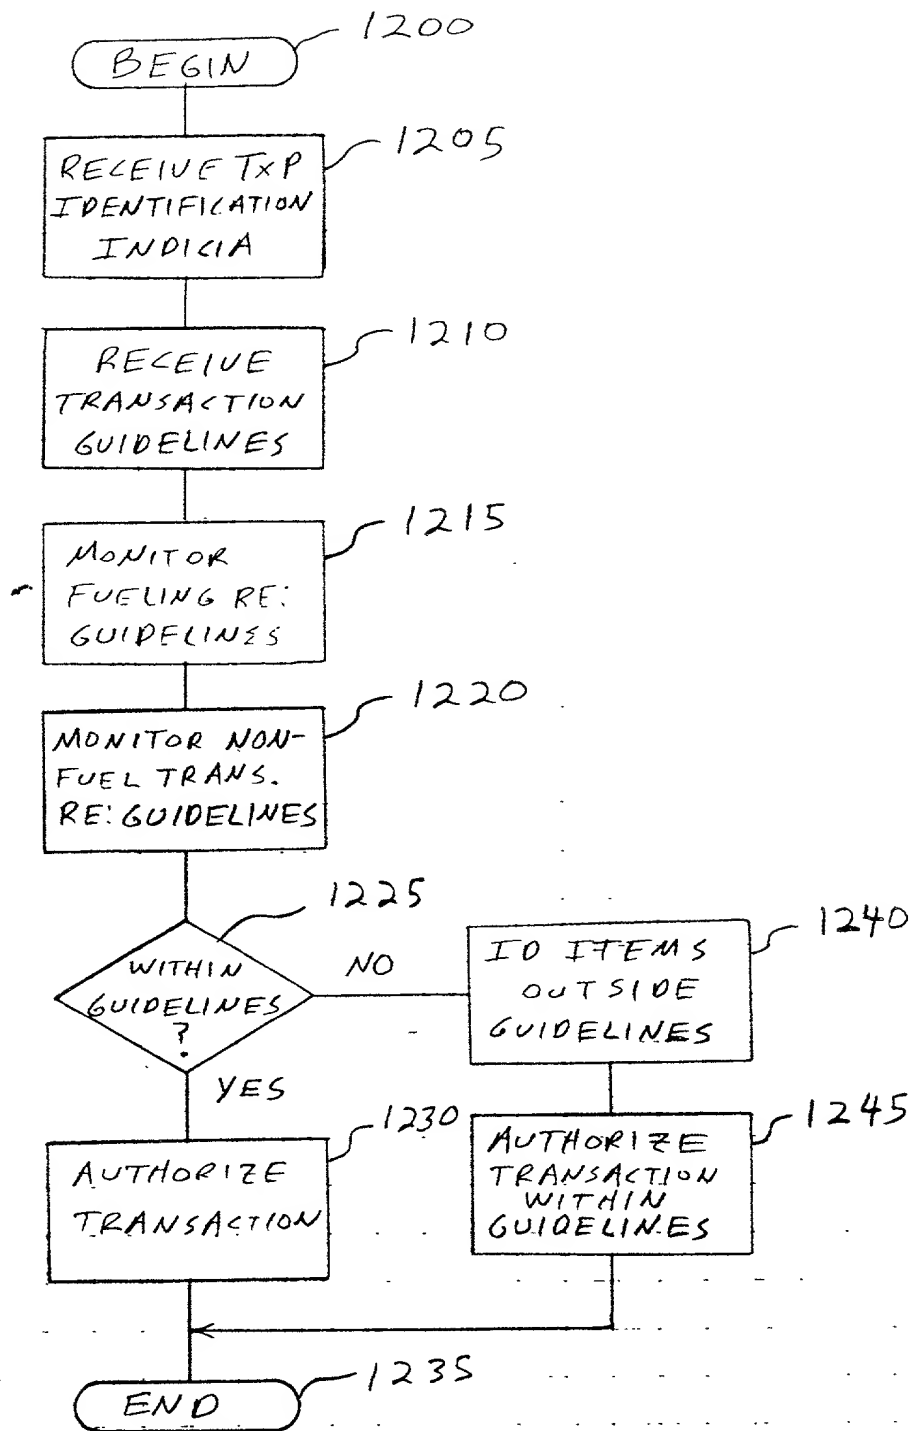 1200
BEGIN
1205
RECEIVE TxP
IDENTIFICATION
INDICIA
1210
RECEIVE
TRANSACTION
GUIDELINES
1215
MONITOR
FUELING RE:
GUIDELINES
1220
MONITOR NON-
FUEL TRANS.
RE: GUIDELINES
1225
WITHIN
GUIDELINES
?
NO
YES
1240
ID ITEMS
OUTSIDE
GUIDELINES
1230
AUTHORIZE
TRANSACTION
1245
AUTHORIZE
TRANSACTION
WITHIN
GUIDELINES
1235
END